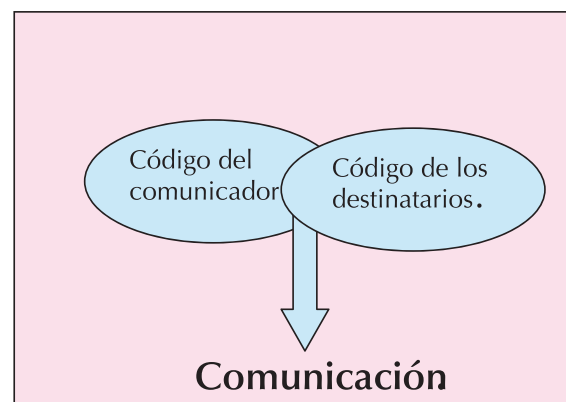 Código del
comunicador
Código de los
destinatarios.
Comunicación.